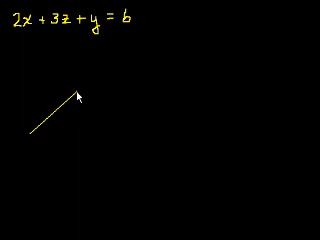 2x + 3z + y = 6